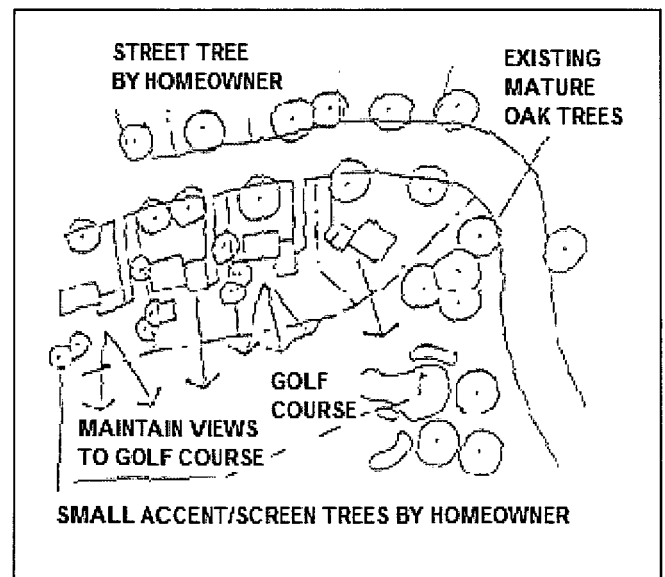 STREET TREE
BY HOMEOWNER
EXISTING
MATURE
OAK TREES
GOLF
COURSE
MAINTAIN VIEWS
TO GOLF COURSE
SMALL ACCENT/SCREEN TREES BY HOMEOWNER